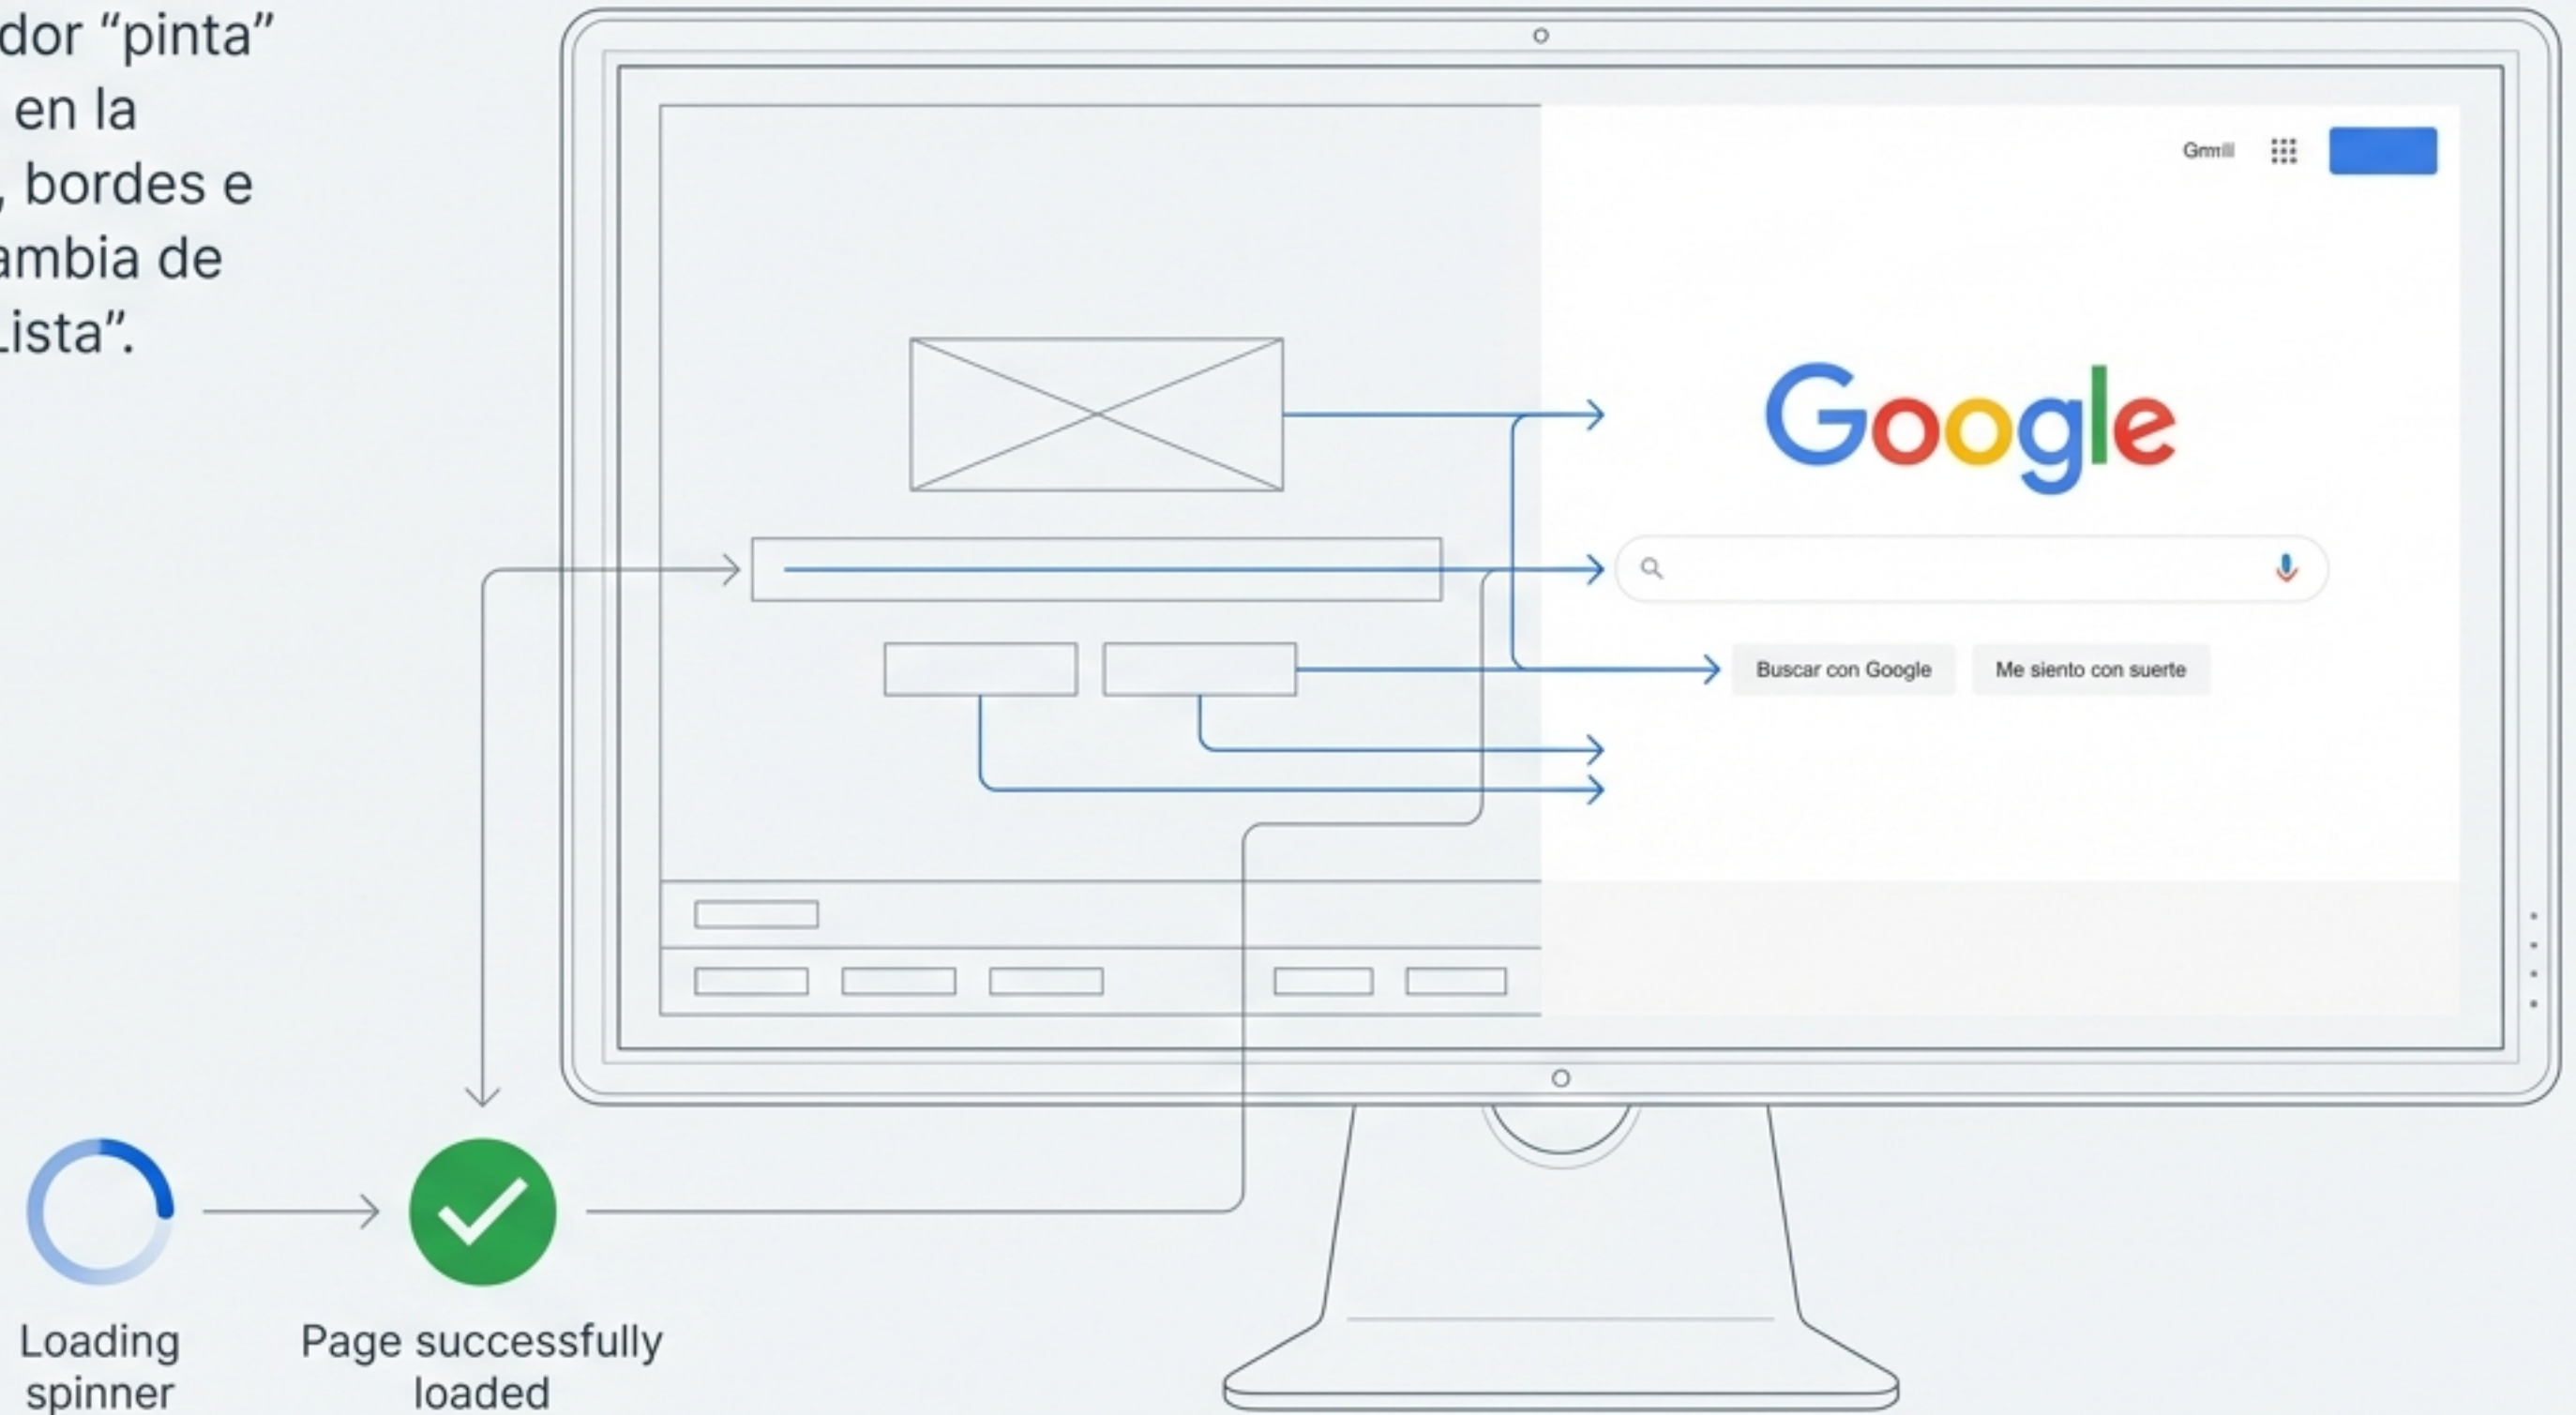 dor “pinta”
en la
, bordes e
ambia de
Lista”.
Google
Buscar con Google
Me siento con suerte
Loading
spinner
Page successfully
loaded